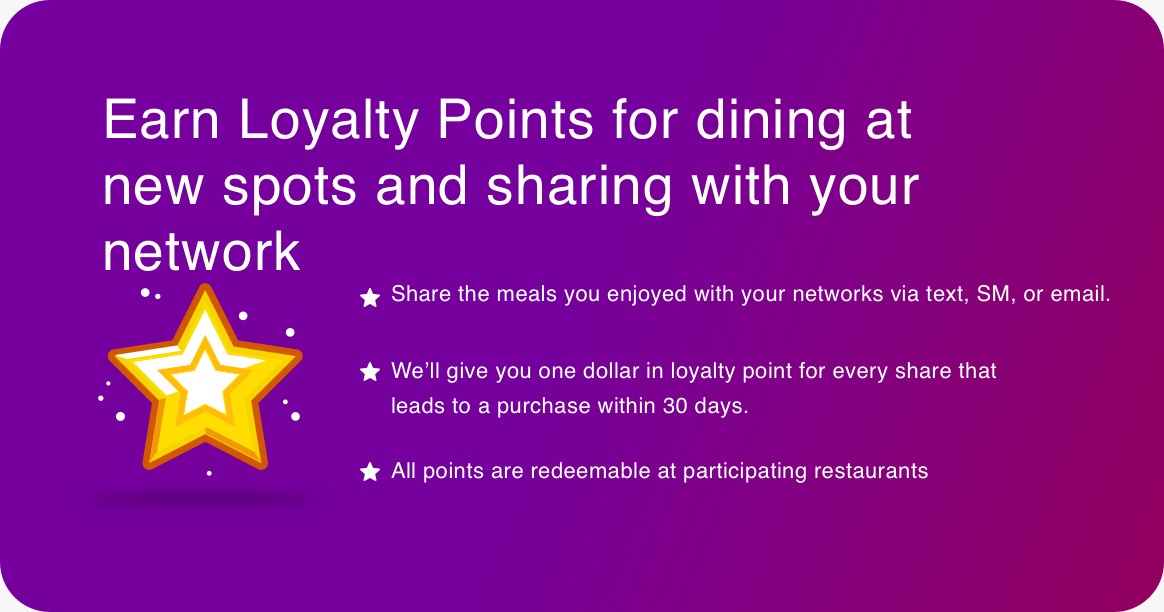 Earn Loyalty Points for dining at
new spots and sharing with your
network
Share the meals you enjoyed with your networks via text, SM, or email.
We’ll give you one dollar in loyalty point for every share that
leads to a purchase within 30 days.
All points are redeemable at participating restaurants